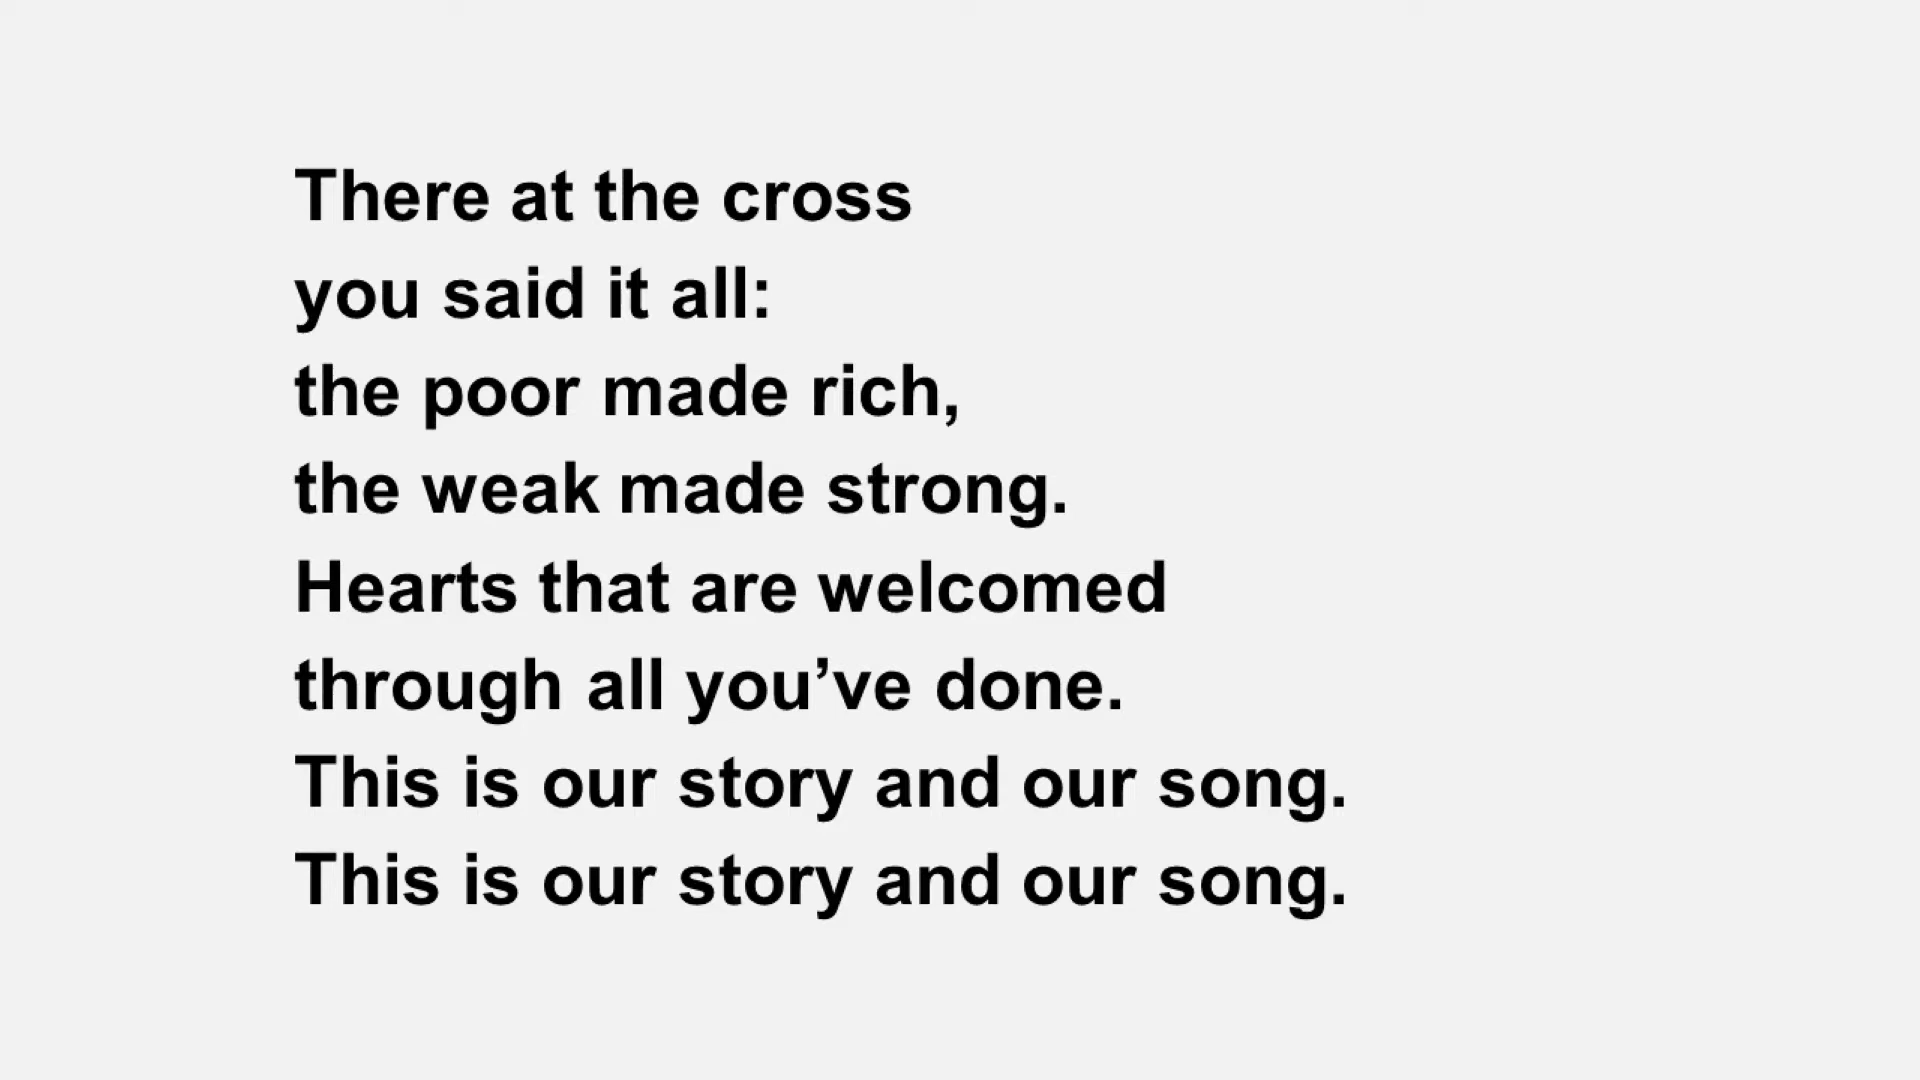 There at the cross
you said it all:
the poor made rich,
the weak made strong.
Hearts that are welcomed
through all you’ve done.
This is our story and our song.
This is our story and our song.